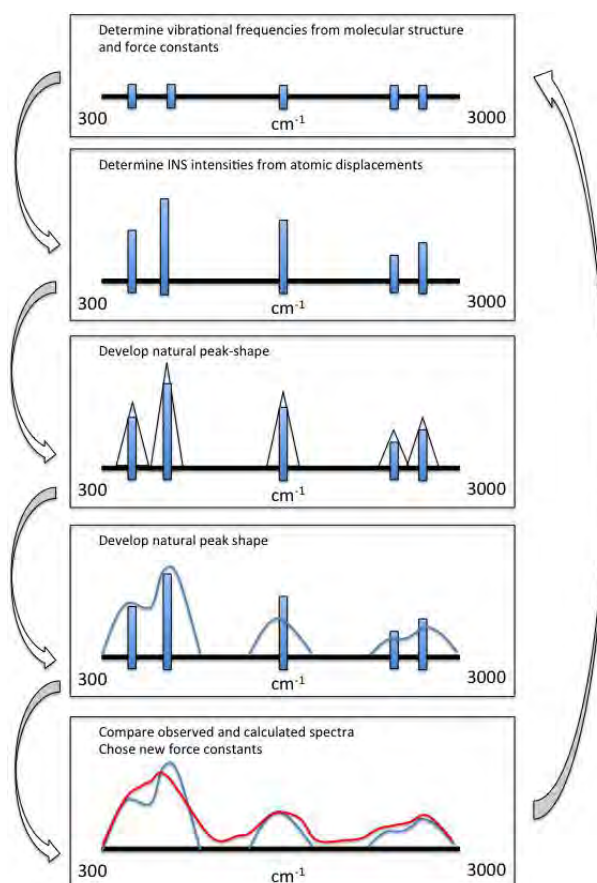 Determine vibrational frequencies from molecular structure
and force constants
300 cm-1 3000
Determine INS intensities from atomic displacements
300 cm-1 3000
Develop natural peak-shape
300 cm-1 3000
Develop natural peak shape
300 cm-1 3000
Compare observed and calculated spectra
Chose new force constants
300 cm-1 3000